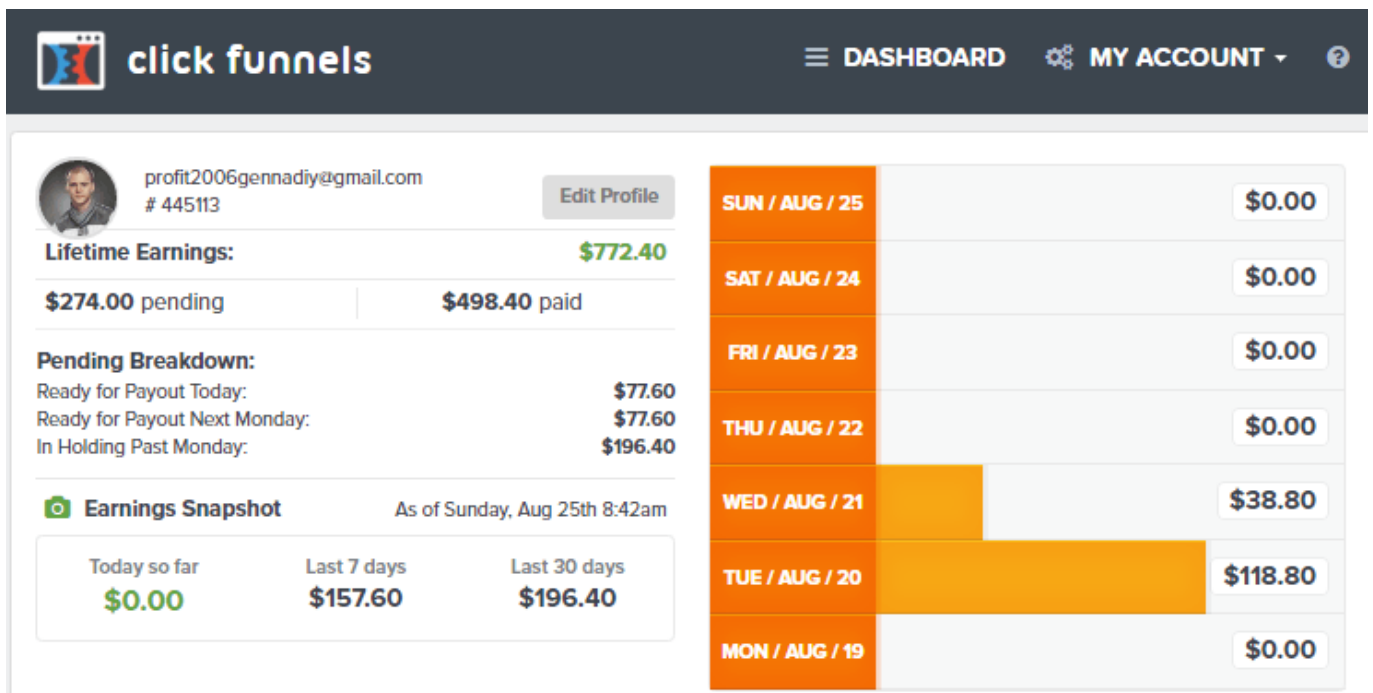 click funnels
DASHBOARD MY ACCOUNT ?
profit2006gennadiy@gmail.com
# 445113
Edit Profile
Lifetime Earnings: $772.40
$274.00 pending $498.40 paid
Pending Breakdown:
Ready for Payout Today: $77.60
Ready for Payout Next Monday: $77.60
In Holding Past Monday: $196.40
Earnings Snapshot As of Sunday, Aug 25th 8:42am
Today so far Last 7 days Last 30 days
$0.00 $157.60 $196.40
SUN / AUG / 25 $0.00
SAT / AUG / 24 $0.00
FRI / AUG / 23 $0.00
THU / AUG / 22 $0.00
WED / AUG / 21 $38.80
TUE / AUG / 20 $118.80
MON / AUG / 19 $0.00